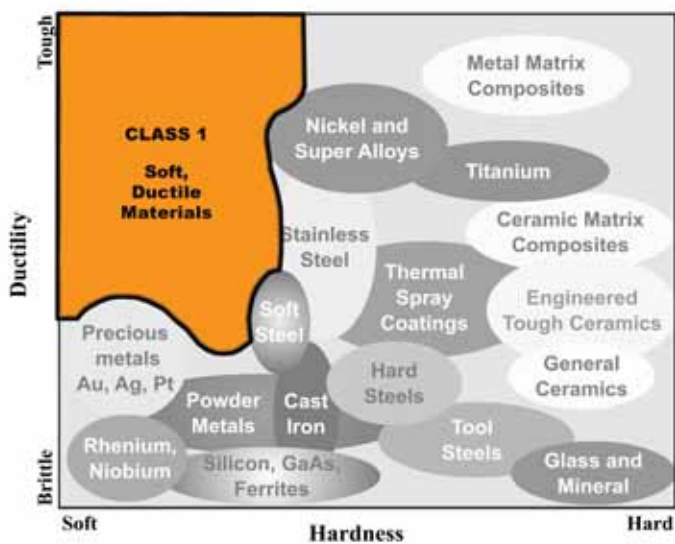 Tough
Metal Matrix
Composites
CLASS 1
Soft,
Ductile
Materials
Nickel and
Super Alloys
Titanium
Ductility
Stainless
Steel
Ceramic Matrix
Composites
Thermal
Spray
Coatings
Engineered
Tough Ceramics
Soft
Steel
Precious
metals
Au, Ag, Pt
General
Ceramics
Hard
Steels
Powder
Metals
Cast
Iron
Tool
Steels
Rhenium,
Niobium
Silicon, GaAs,
Ferrites
Glass and
Mineral
Brittle
Soft
Hardness
Hard